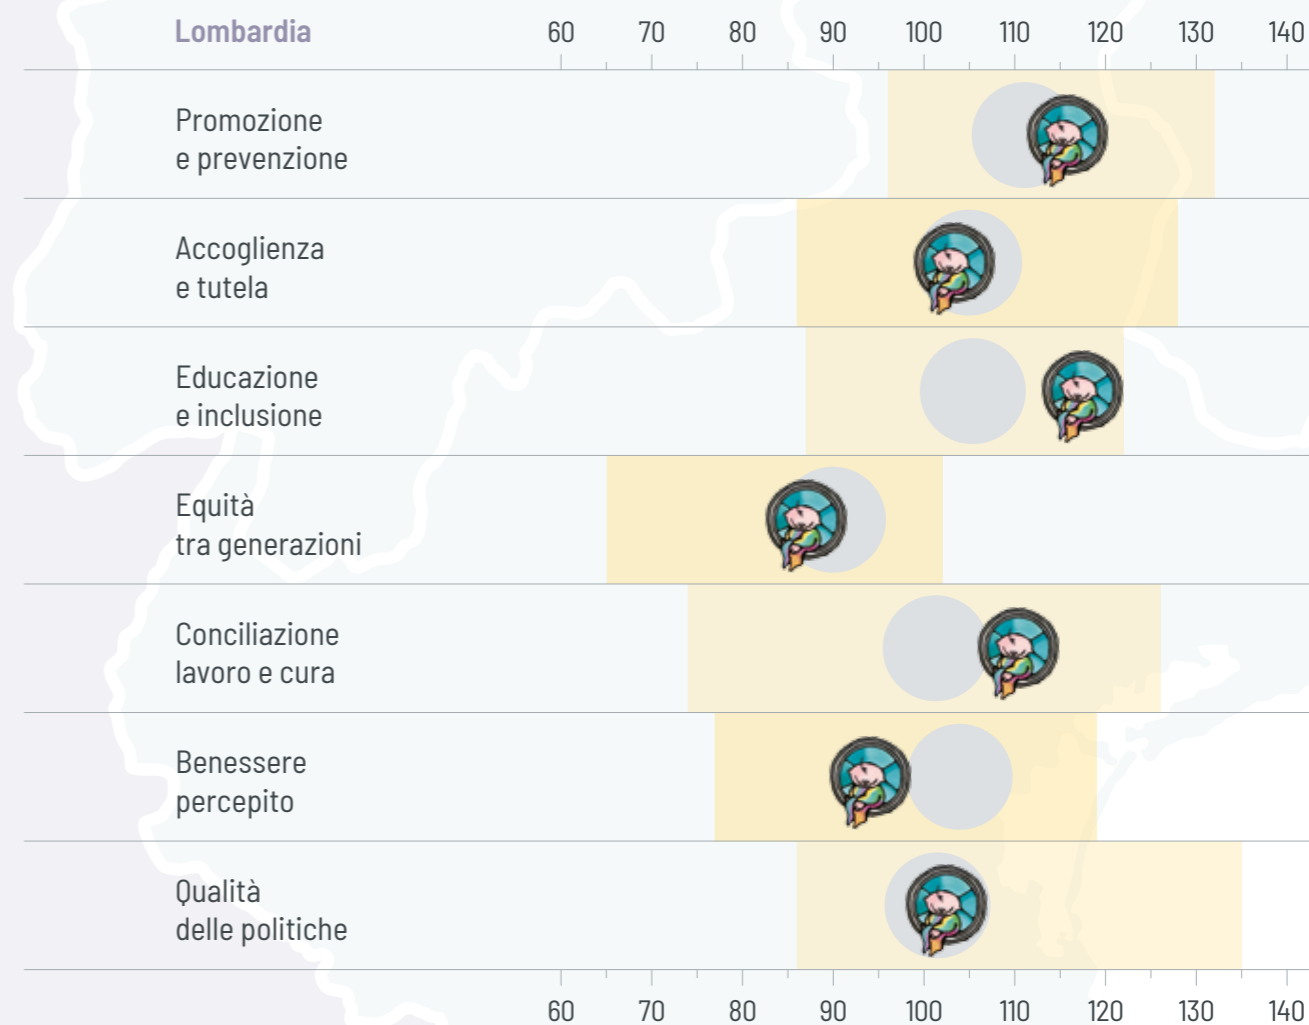 Lombardia 60 70 80 90 100 110 120 130 140
Promozione
e prevenzione
Accoglienza
e tutela
Educazione
e inclusione
Equità
tra generazioni
Conciliazione
lavoro e cura
Benessere
percepito
Qualità
delle politiche
60 70 80 90 100 110 120 130 140